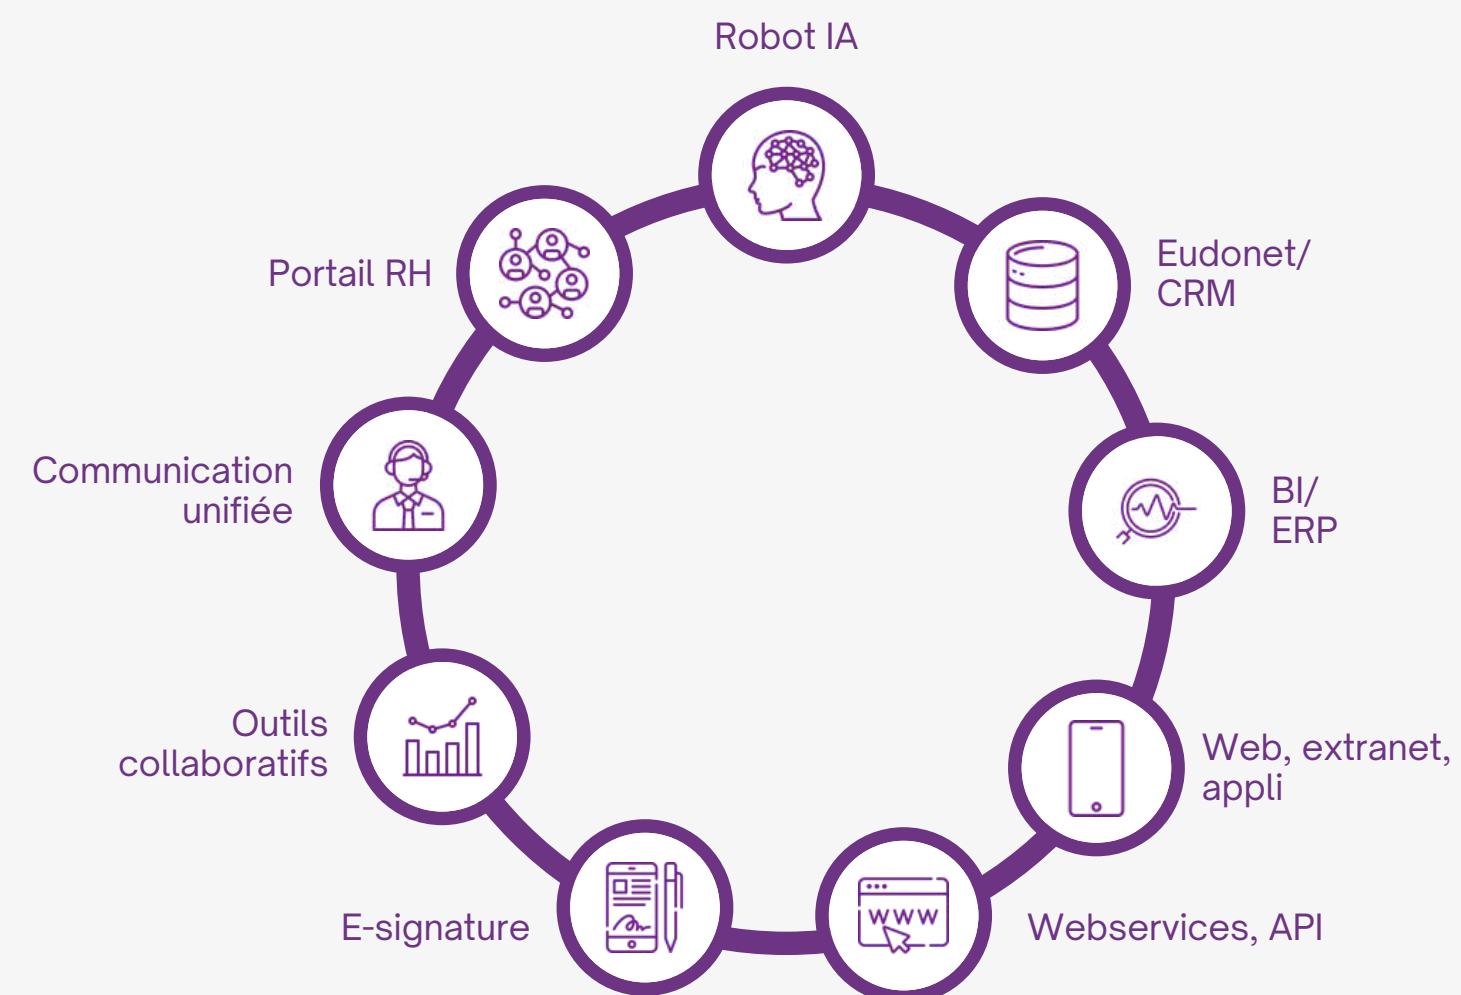 Robot IA
Eudonet/
CRM
Portail RH
Communication
unifiée
BI/
ERP
Outils
collaboratifs
Web, extranet,
appli
E-signature
WWW
Webservices, API